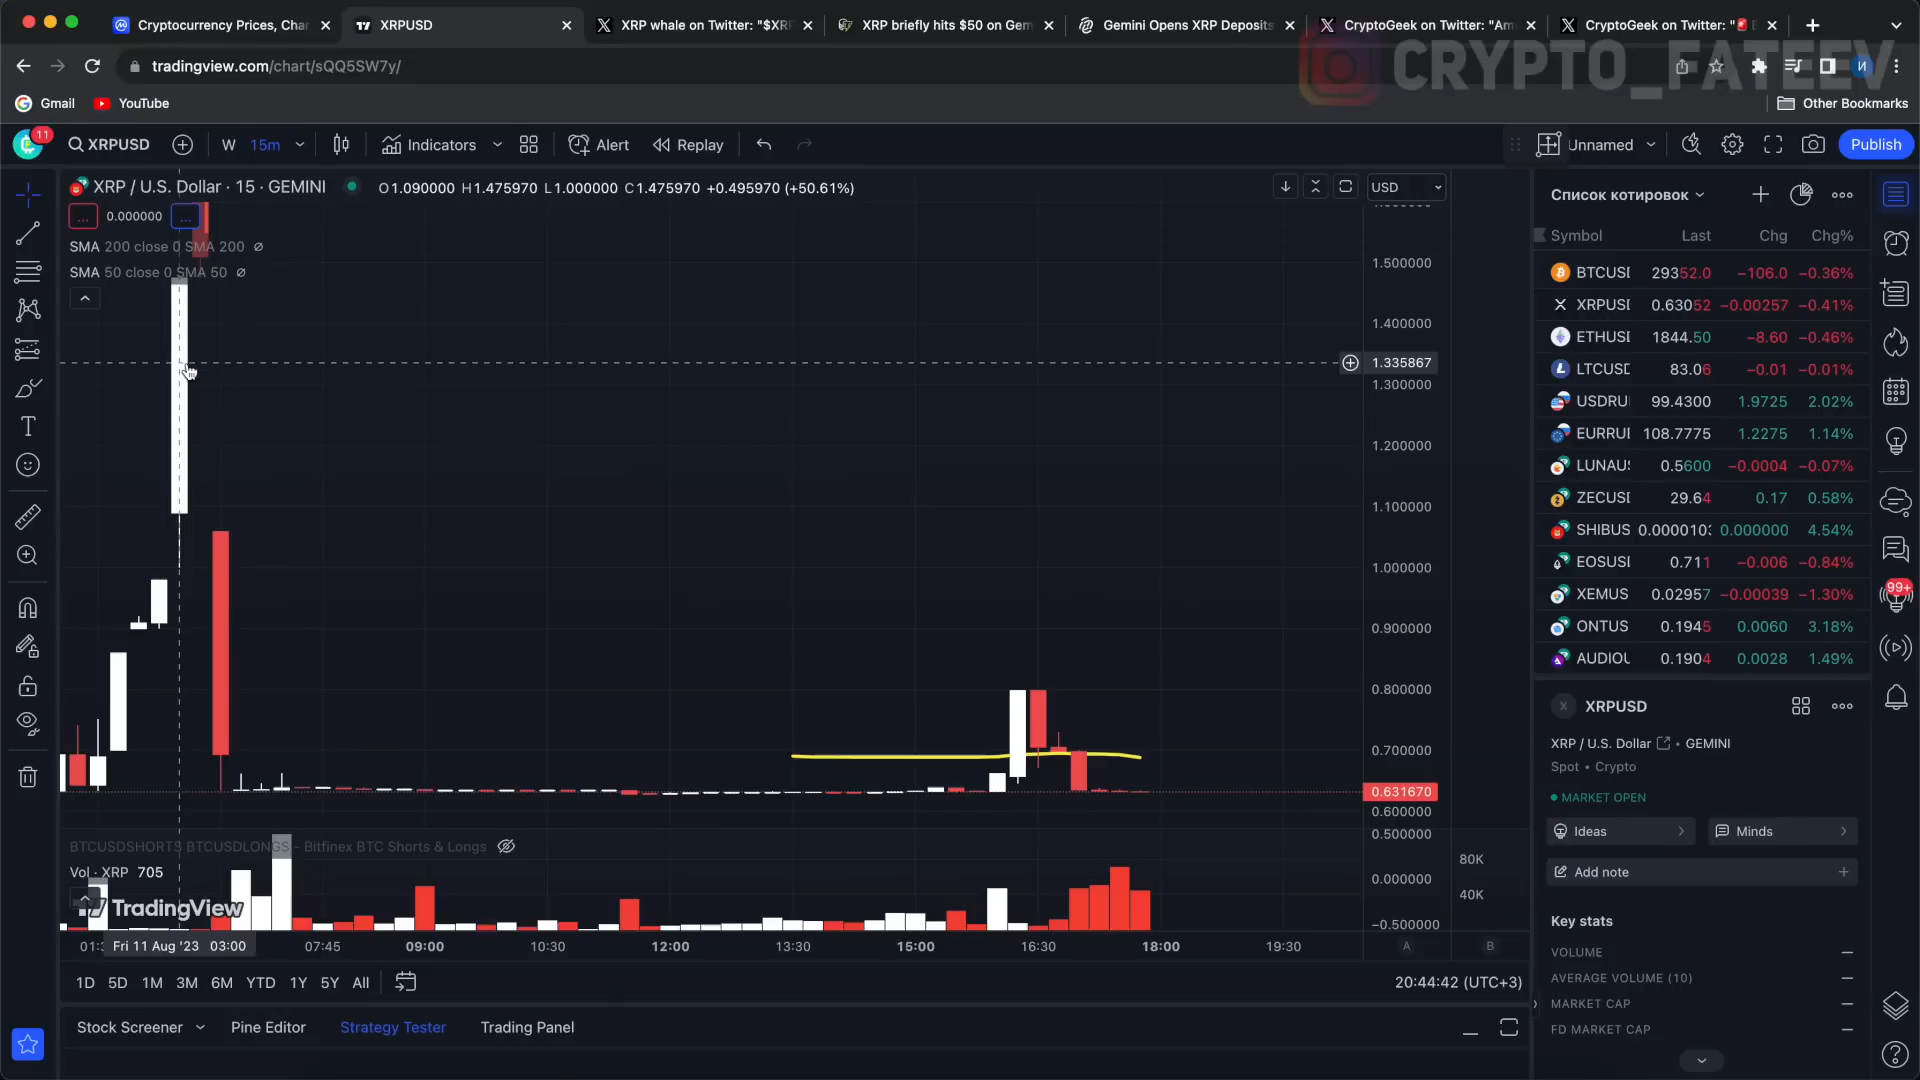 Cryptocurrency Prices, Char
XRPUSD
XRP whale on Twitter: "$XRP
XRP briefly hits $50 on Gem
Gemini Opens XRP Deposits
CryptoGeek on Twitter: "Am
CryptoGeek on Twitter: "
tradingview.com/chart/sQQ5SW7y/
CRYPTO_FATEEV
И
Gmail
YouTube
Other Bookmarks
11
XRPUSD
W
15m
Indicators
Alert
Replay
Unnamed
Publish
XRP / U.S. Dollar · 15 · GEMINI
O1.090000 H1.475970 L1.000000 C1.475970 +0.495970 (+50.61%)
USD
... 0.000000 ...
SMA 200 close 0 SMA 200
SMA 50 close 0 SMA 50
1.500000
1.400000
1.335867
1.300000
1.200000
1.100000
1.000000
0.900000
0.800000
0.700000
0.631670
0.600000
0.500000
BTCUSDSHORTS BTCUSDLONGS - Bitfinex BTC Shorts & Longs
Vol · XRP 705
TradingView
80K
0.000000
40K
−0.500000
Fri 11 Aug '23 03:00
07:45
09:00
10:30
12:00
13:30
15:00
16:30
18:00
19:30
A
B
1D 5D 1M 3M 6M YTD 1Y 5Y All
20:44:42 (UTC+3)
Stock Screener
Pine Editor
Strategy Tester
Trading Panel
Список котировок
Symbol Last Chg Chg%
BTCUSI 29352.0 −106.0 −0.36%
XRPUSI 0.63052 −0.00257 −0.41%
ETHUSI 1844.50 −8.60 −0.46%
LTCUSD 83.06 −0.01 −0.01%
USDRU 99.4300 1.9725 2.02%
EURRUI 108.7775 1.2275 1.14%
LUNAUS 0.5600 −0.0004 −0.07%
ZECUSI 29.64 0.17 0.58%
SHIBUS 0.000010 0.000000 4.54%
EOSUSI 0.711 −0.006 −0.84%
XEMUS 0.02957 −0.00039 −1.30%
ONTUS 0.1945 0.0060 3.18%
AUDIOU 0.1904 0.0028 1.49%
99+
XRPUSD
XRP / U.S. Dollar • GEMINI
Spot • Crypto
MARKET OPEN
Ideas
Minds
Add note
Key stats
VOLUME —
AVERAGE VOLUME (10) —
MARKET CAP —
FD MARKET CAP —